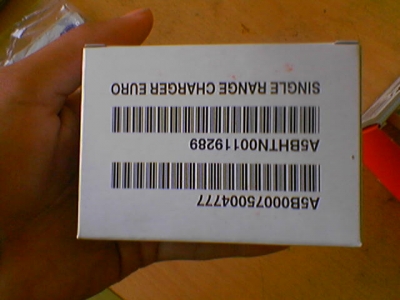 A5B00075004777
A5BHTN00119289
SINGLE RANGE CHARGER EURO